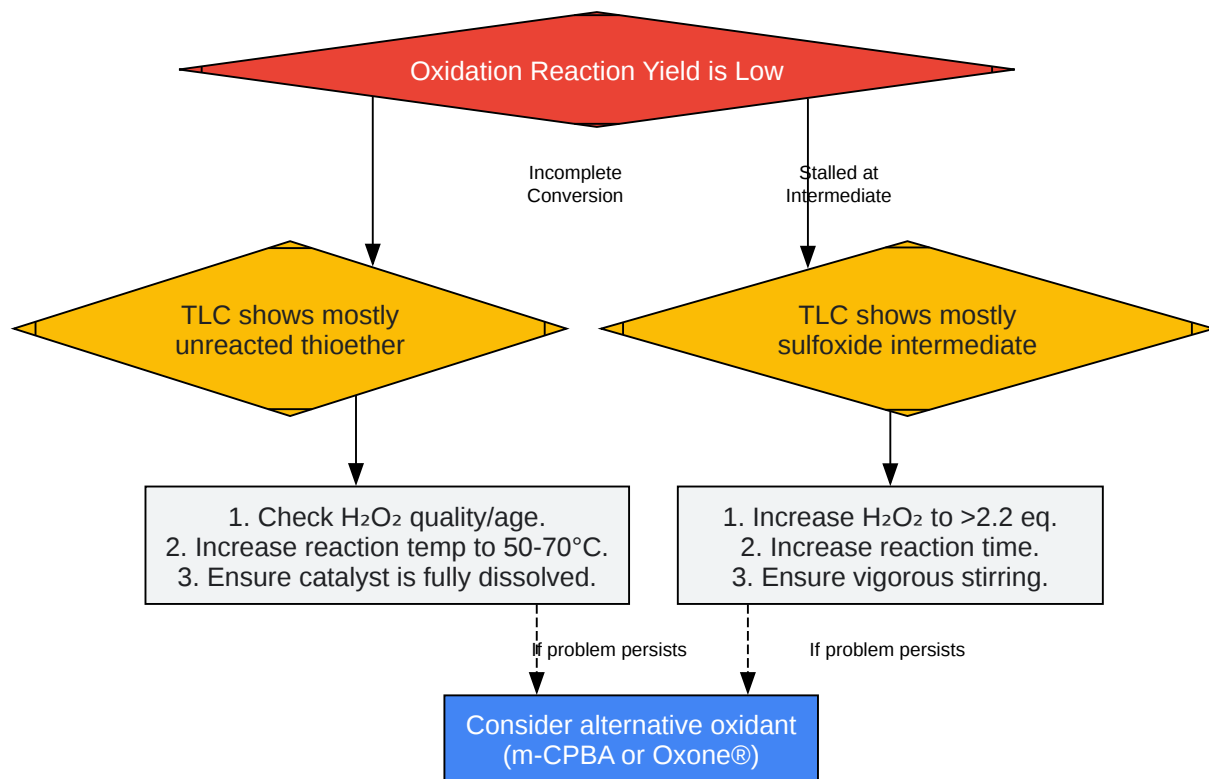 Oxidation Reaction Yield is Low
Incomplete
Conversion
Stalled at
Intermediate
TLC shows mostly
unreacted thioether
TLC shows mostly
sulfoxide intermediate
1. Check H₂O₂ quality/age.
2. Increase reaction temp to 50-70°C.
3. Ensure catalyst is fully dissolved.
1. Increase H₂O₂ to >2.2 eq.
2. Increase reaction time.
3. Ensure vigorous stirring.
If problem persists
If problem persists
Consider alternative oxidant
(m-CPBA or Oxone®)